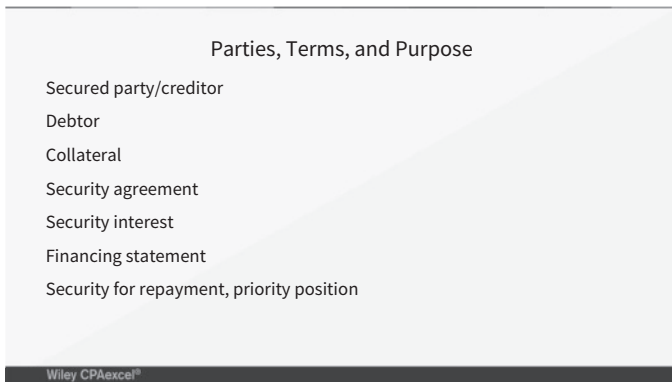 Parties, Terms, and Purpose
Secured party/creditor
Debtor
Collateral
Security agreement
Security interest
Financing statement
Security for repayment, priority position
Wiley CPAexcel®